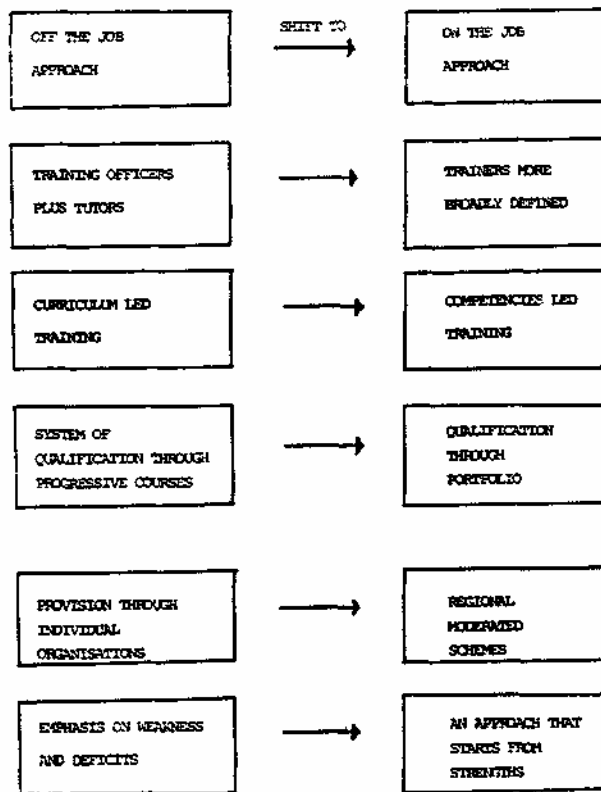 OFF THE JOB
APPROACH
SHIFT TO
ON THE JOB
APPROACH
TRAINING OFFICERS
PLUS TUTORS
TRAINERS MORE
BROADLY DEFINED
CURRICULUM LED
TRAINING
COMPETENCIES LED
TRAINING
SYSTEM OF
QUALIFICATION THROUGH
PROGRESSIVE COURSES
QUALIFICATION
THROUGH
PORTFOLIO
PROVISION THROUGH
INDIVIDUAL
ORGANISATIONS
REGIONAL
MODERATED
SCHEMES
EMPHASIS ON WEAKNESS
AND DEFICITS
AN APPROACH THAT
STARTS FROM
STRENGTHS